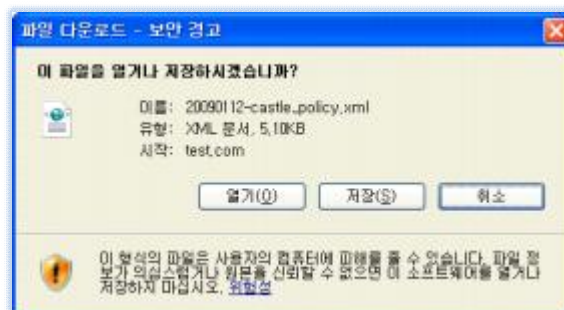 파일 다운로드 - 보안 경고
이 파일을 열거나 저장하시겠습니까?
이름: 20090112-castle_policy.xml
유형: XML 문서, 5,10KB
시작: test.com
열기(O) 저장(S) 취소
이 형식의 파일은 사용자의 컴퓨터에 피해를 줄 수 있습니다. 파일 정
보가 의심스럽거나 원본을 신뢰할 수 없으면 이 소프트웨어를 열거나
저장하지 마십시오. 위험성